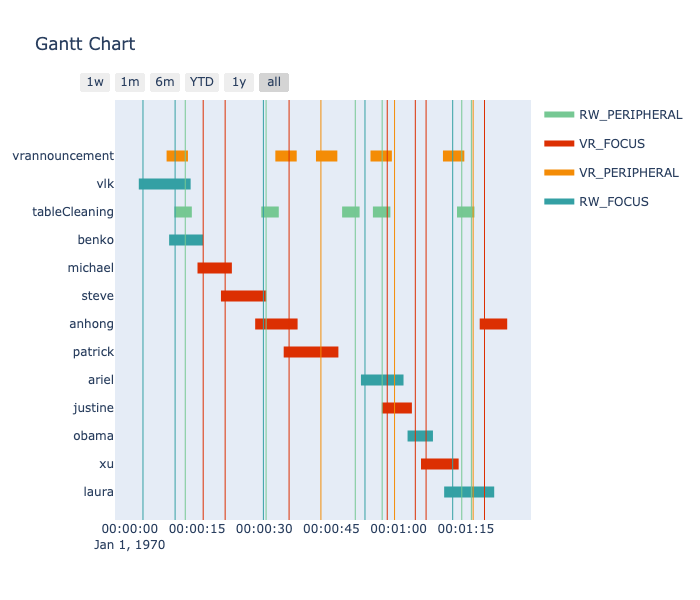 Gantt Chart
1w 1m 6m YTD 1y all
RW_PERIPHERAL
VR_FOCUS
VR_PERIPHERAL
RW_FOCUS
vrannouncement
vlk
tableCleaning
benko
michael
steve
anhong
patrick
ariel
justine
obama
xu
laura
00:00:00 00:00:15 00:00:30 00:00:45 00:01:00 00:01:15
Jan 1, 1970